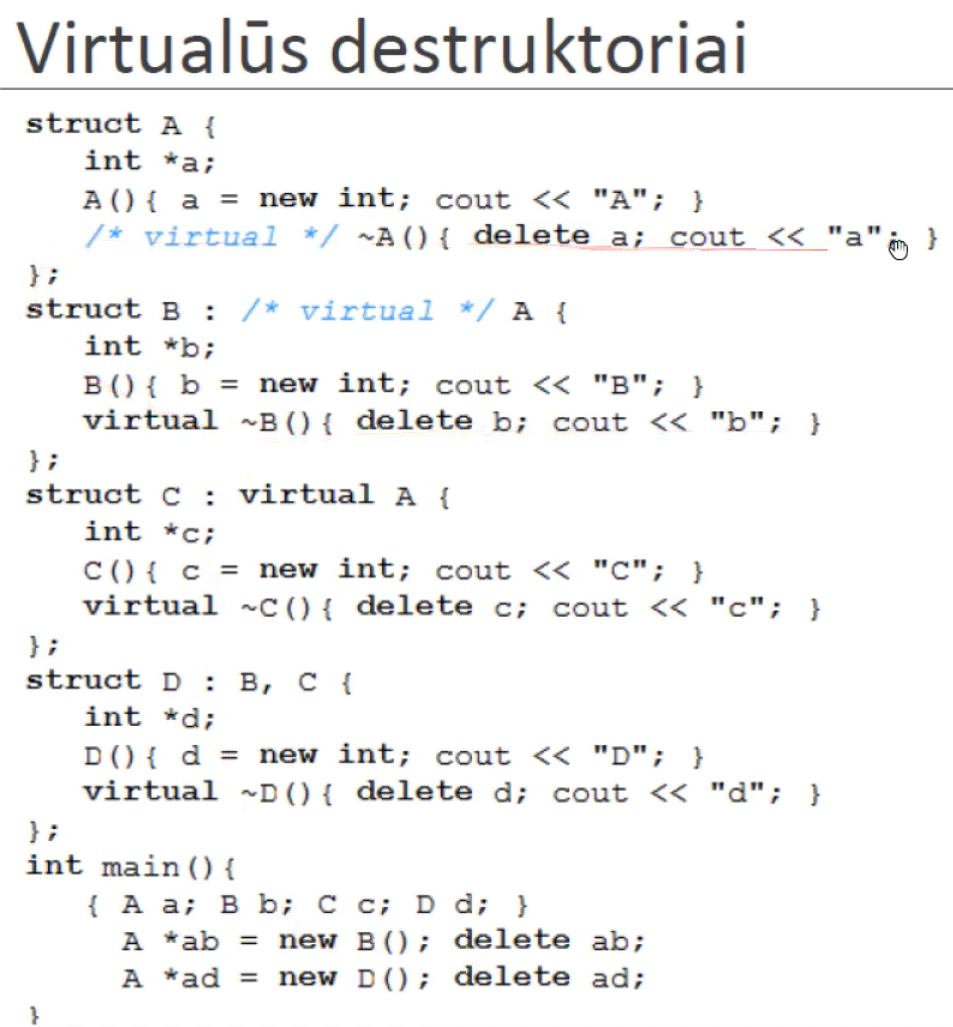 Virtualūs destruktoriai
struct A {
int *a;
A(){ a = new int; cout << "A"; }
/* virtual */ ~A(){ delete a; cout << "a"; }
};
struct B : /* virtual */ A {
int *b;
B(){ b = new int; cout << "B"; }
virtual ~B(){ delete b; cout << "b"; }
};
struct C : virtual A {
int *c;
C(){ c = new int; cout << "C"; }
virtual ~C(){ delete c; cout << "c"; }
};
struct D : B, C {
int *d;
D(){ d = new int; cout << "D"; }
virtual ~D(){ delete d; cout << "d"; }
};
int main(){
{ A a; B b; C c; D d; }
A *ab = new B(); delete ab;
A *ad = new D(); delete ad;
}